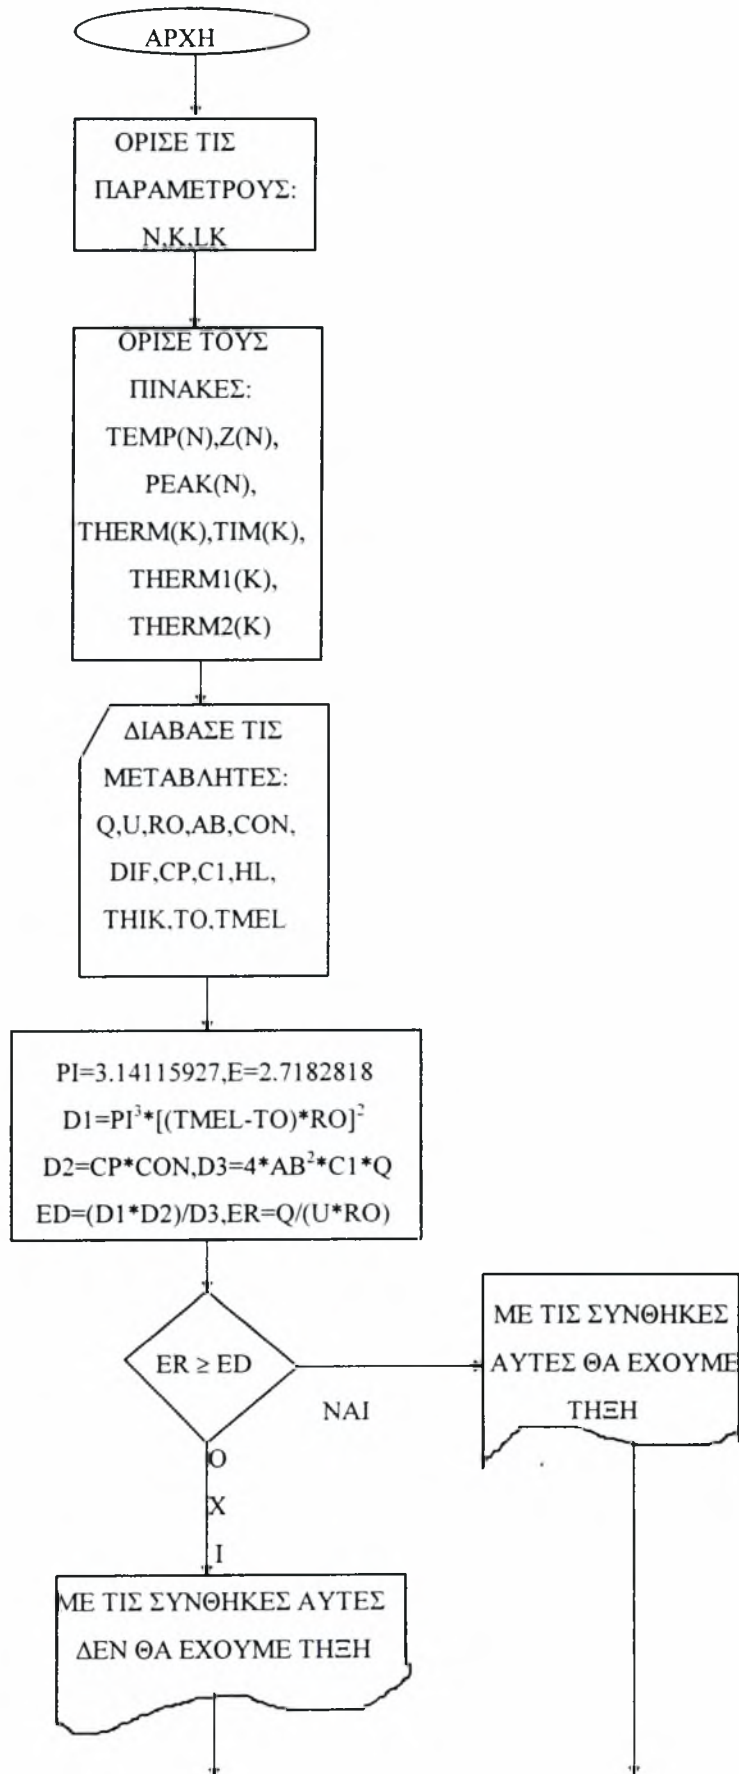 ΑΡΧΗ
ΟΡΙΣΕ ΤΙΣ
ΠΑΡΑΜΕΤΡΟΥΣ:
N,K,LK
ΟΡΙΣΕ ΤΟΥΣ
ΠΙΝΑΚΕΣ:
TEMP(N),Z(N),
PEAK(N),
THERM(K),TIM(K),
THERM1(K),
THERM2(K)
ΔΙΑΒΑΣΕ ΤΙΣ
ΜΕΤΑΒΛΗΤΕΣ:
Q,U,RO,AB,CON,
DIF,CP,C1,HL,
THIK,TO,TMEL
PI=3.14115927,E=2.7182818
D1=PI³*[(TMEL-TO)*RO]²
D2=CP*CON,D3=4*AB²*C1*Q
ED=(D1*D2)/D3,ER=Q/(U*RO)
ER ≥ ED
ΝΑΙ
ΜΕ ΤΙΣ ΣΥΝΘΗΚΕΣ
ΑΥΤΕΣ ΘΑ ΕΧΟΥΜΕ
ΤΗΞΗ
Ο
Χ
Ι
ΜΕ ΤΙΣ ΣΥΝΘΗΚΕΣ ΑΥΤΕΣ
ΔΕΝ ΘΑ ΕΧΟΥΜΕ ΤΗΞΗ